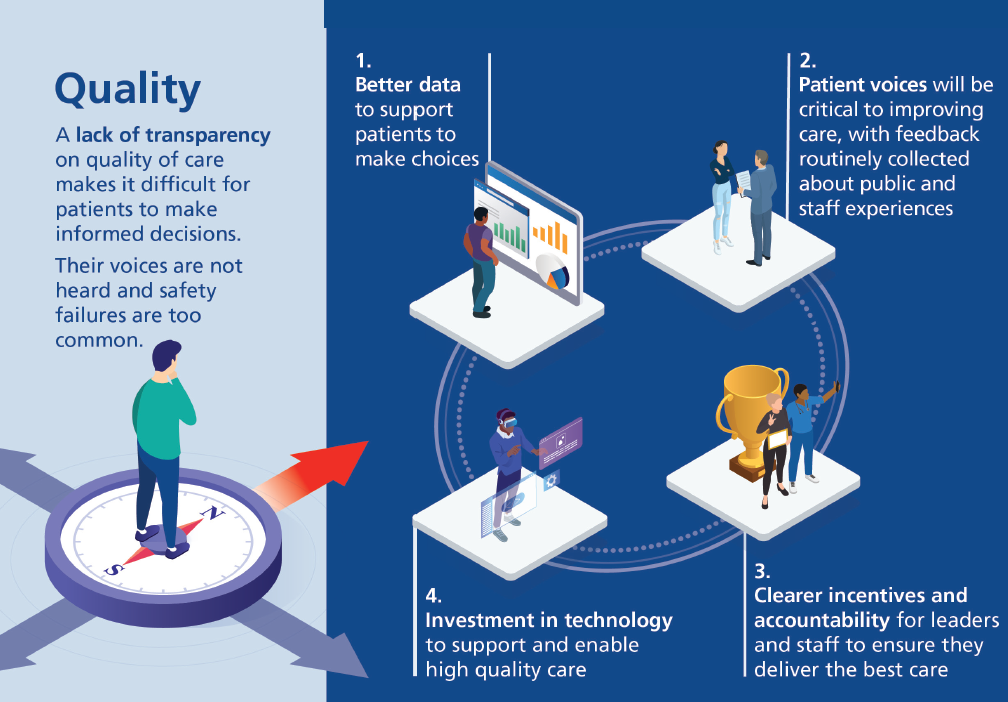 Quality
A lack of transparency
on quality of care
makes it difficult for
patients to make
informed decisions.
Their voices are not
heard and safety
failures are too
common.
N
S
1.
Better data
to support
patients to
make choices
2.
Patient voices will be
critical to improving
care, with feedback
routinely collected
about public and
staff experiences
3.
Clearer incentives and
accountability for leaders
and staff to ensure they
deliver the best care
4.
Investment in technology
to support and enable
high quality care